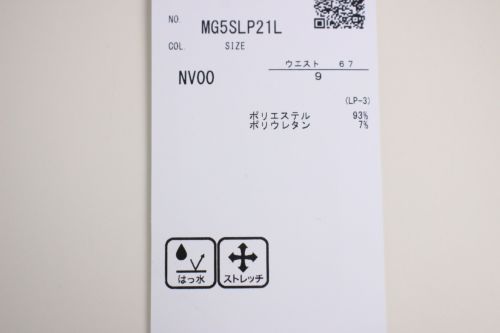 NO. MG5SLP21L
COL. SIZE
ウエスト 67
NV00 9
(LP-3)
ポリエステル 93%
ポリウレタン 7%
はっ水 ストレッチ